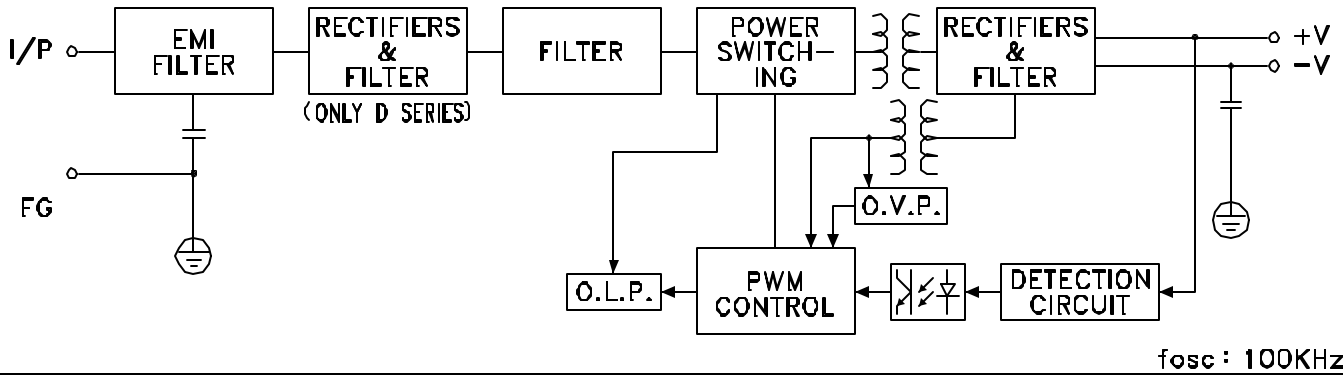 I/P
EMI
FILTER
RECTIFIERS
&
FILTER
(ONLY D SERIES)
FILTER
POWER
SWITCH-
ING
RECTIFIERS
&
FILTER
+V
-V
FG
O.V.P.
O.L.P.
PWM
CONTROL
DETECTION
CIRCUIT
fosc : 100KHz